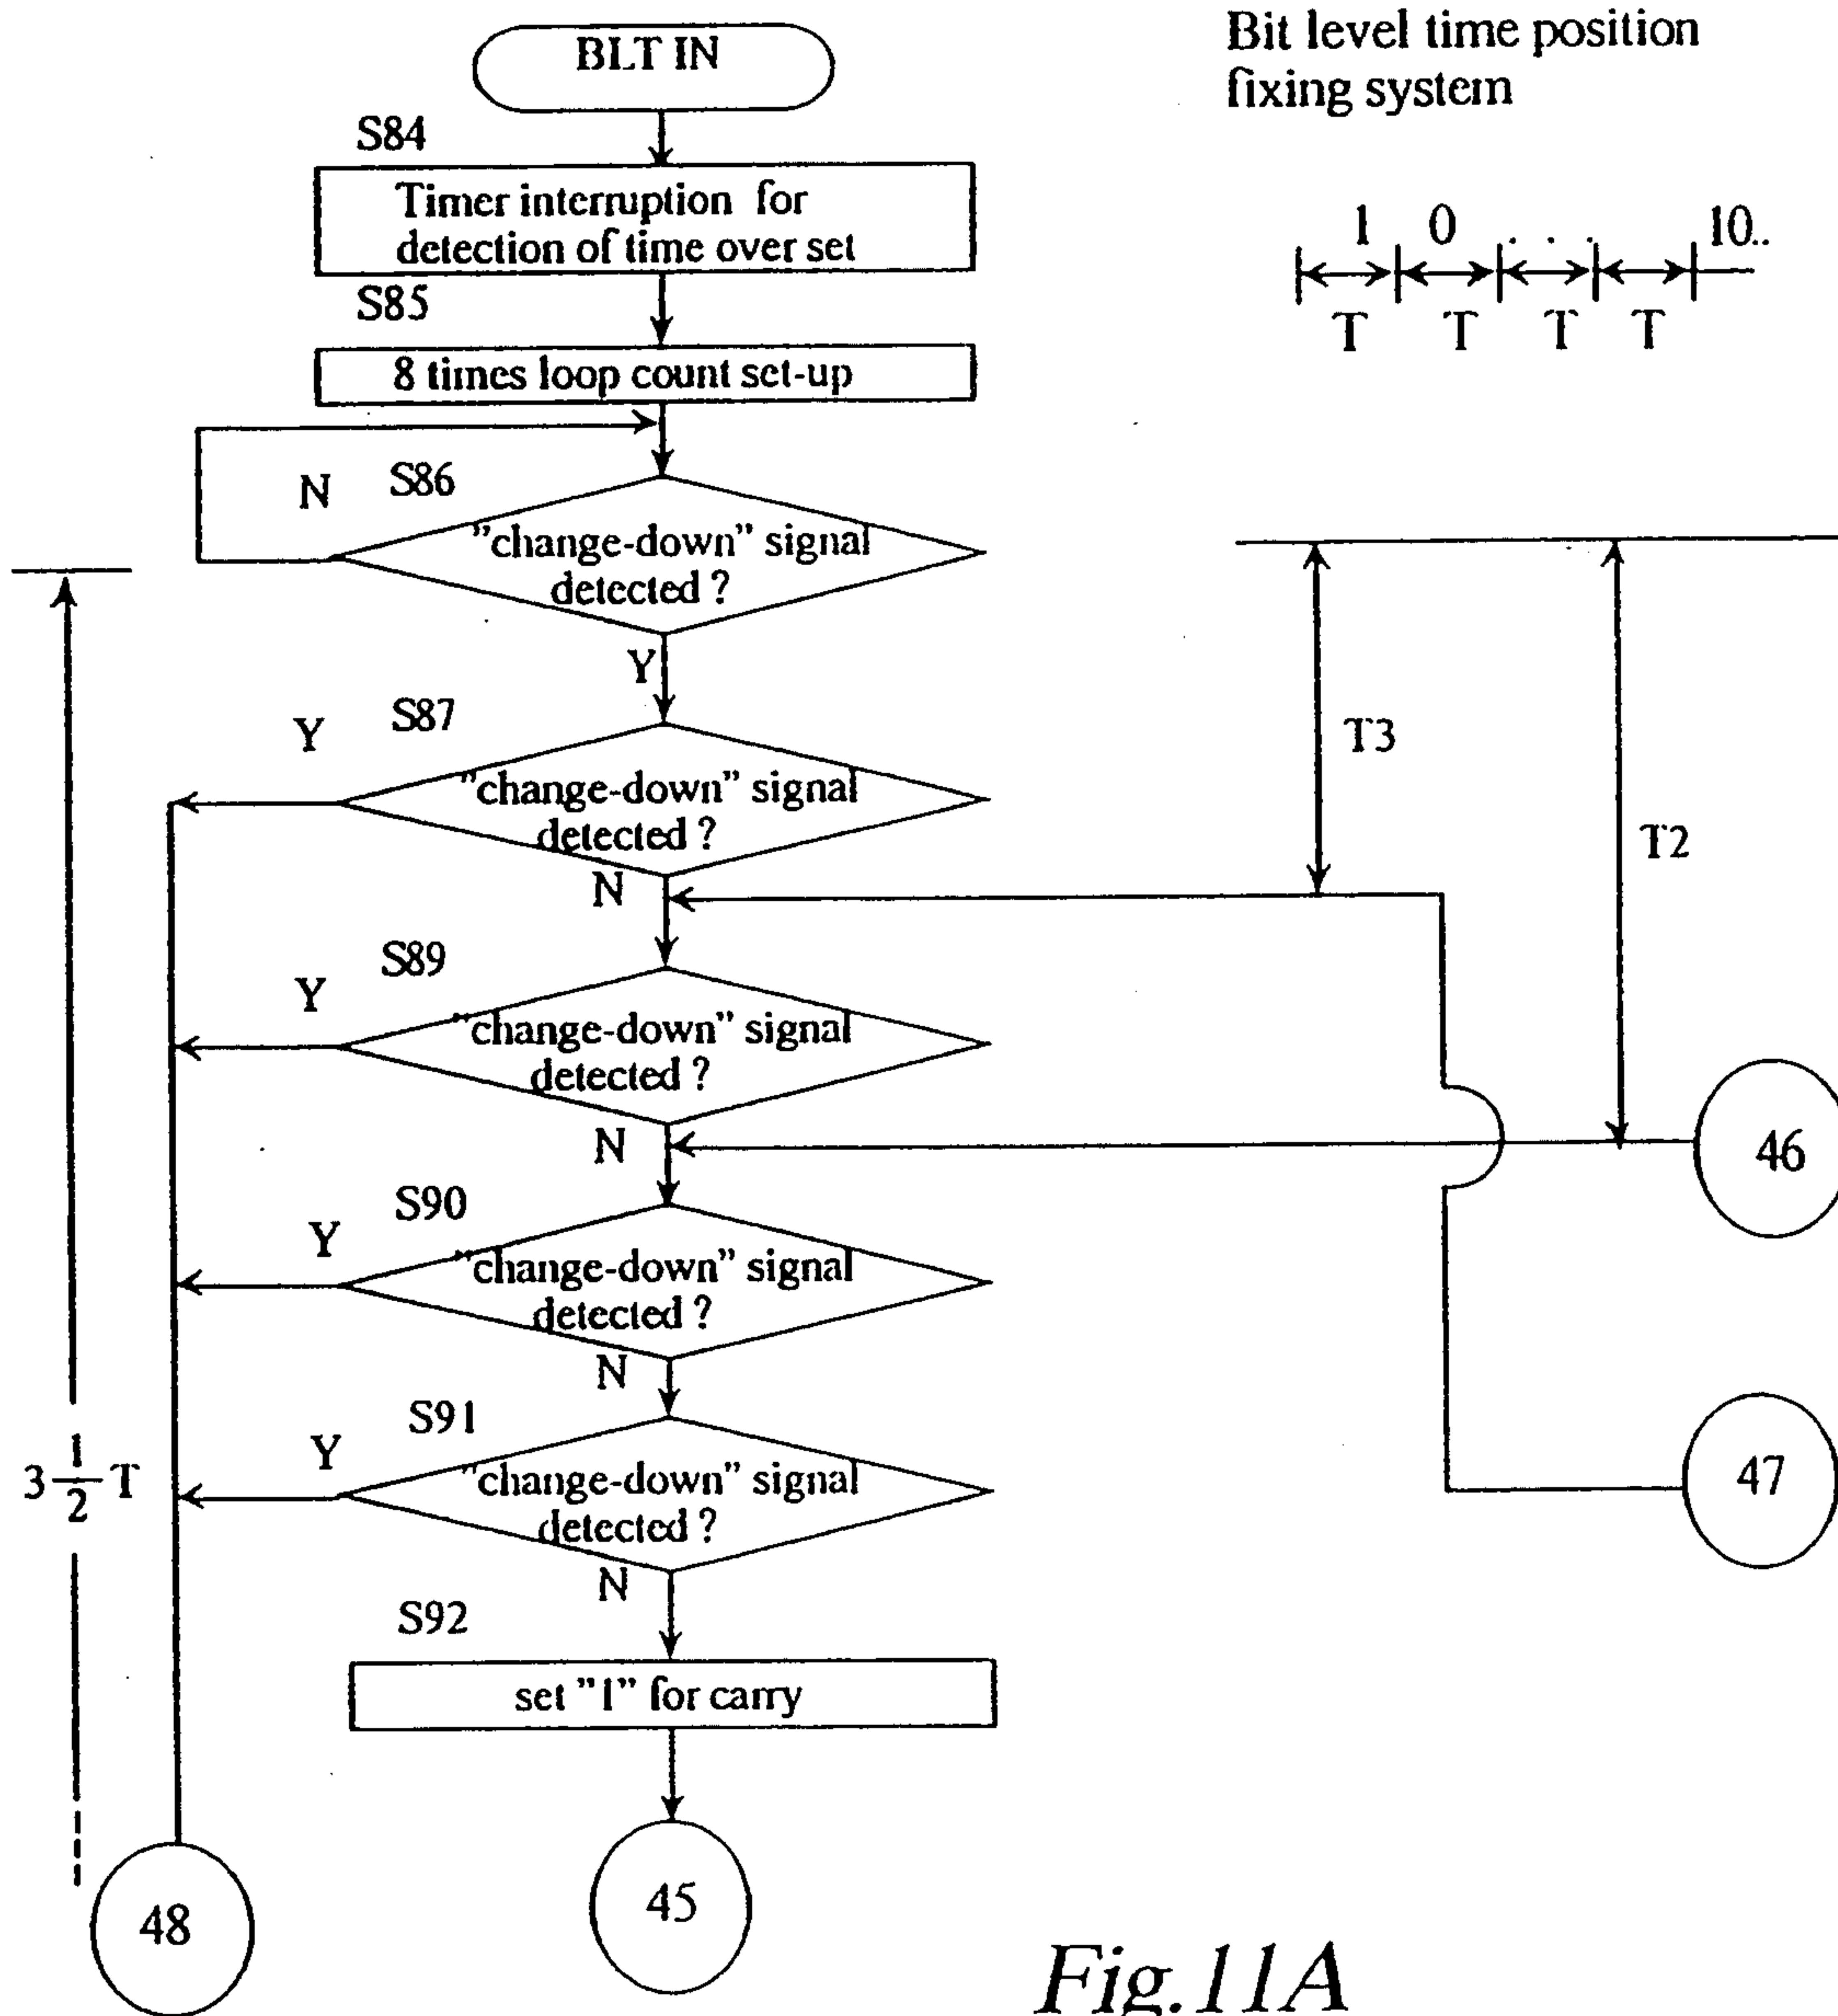 BLT IN
Bit level time position
fixing system
S84
Timer interruption for
detection of time over set
1 0 . . . 10..
T T T T
S85
8 times loop count set-up
N S86
"change-down" signal
detected ?
Y
Y S87
"change-down" signal
detected ?
N
T3
T2
Y S89
"change-down" signal
detected ?
N
46
Y S90
"change-down" signal
detected ?
N
Y S91
"change-down" signal
detected ?
N
3 1/2 T
47
S92
set "1" for carry
48
45
Fig.11A